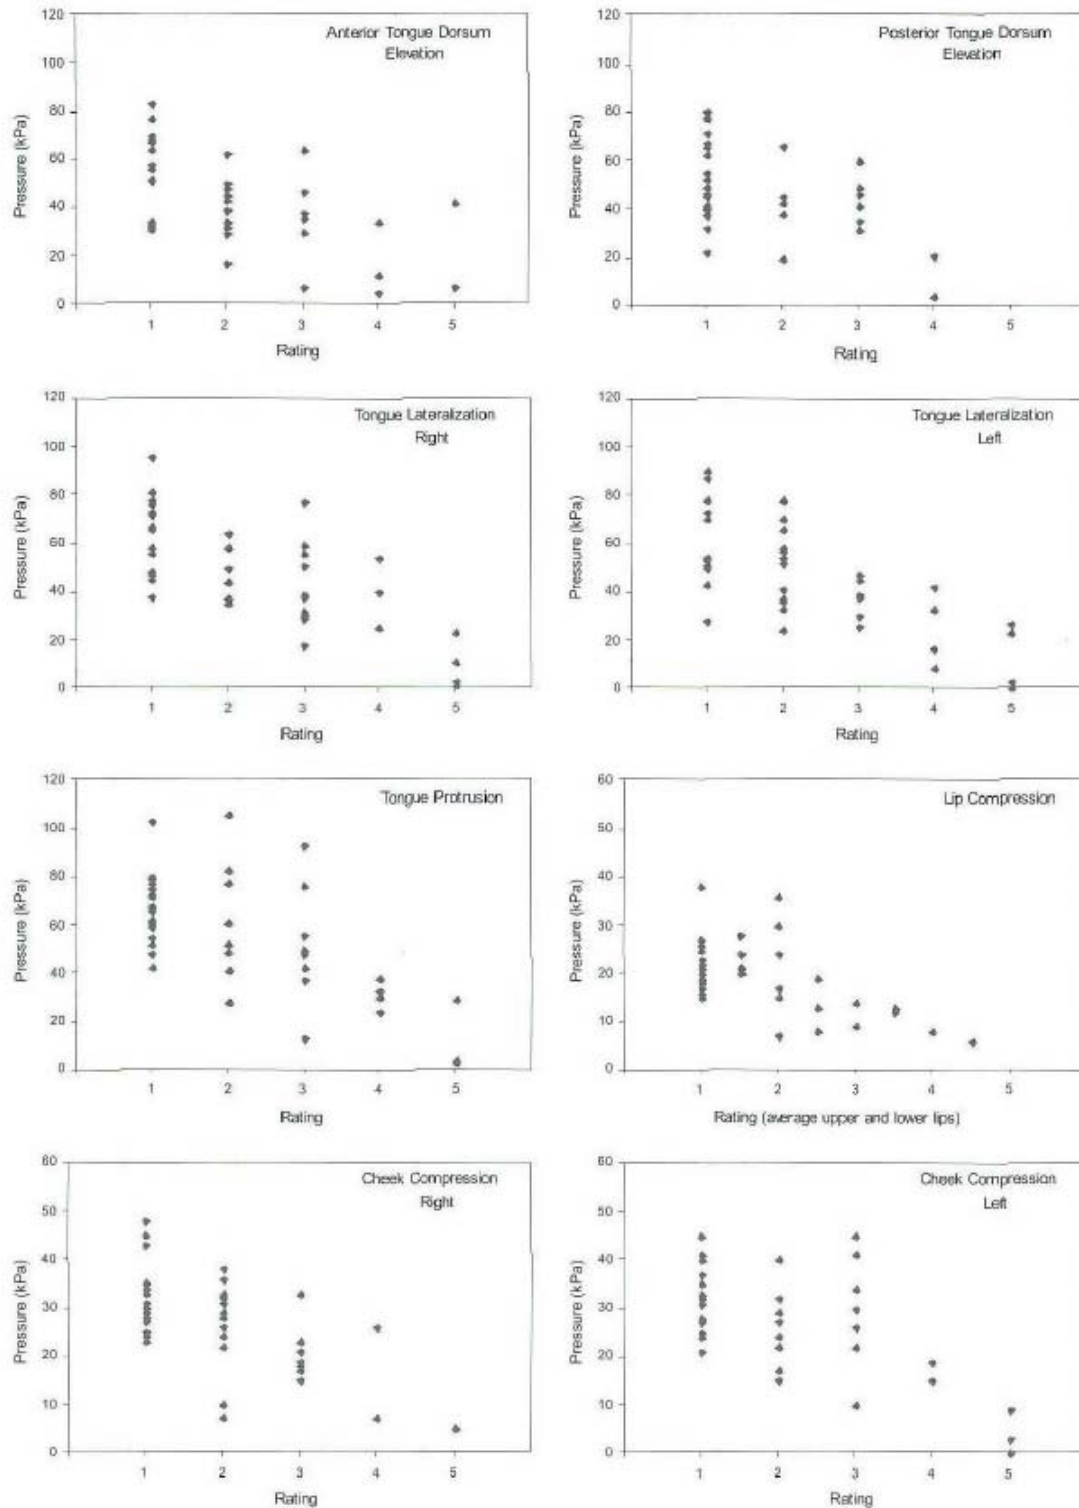 Anterior Tongue Dorsum
Elevation
Pressure (kPa)
120
100
80
60
40
20
0
1 2 3 4 5
Rating
Posterior Tongue Dorsum
Elevation
Pressure (kPa)
120
100
80
60
40
20
0
1 2 3 4 5
Rating
Tongue Lateralization
Right
Pressure (kPa)
120
100
80
60
40
20
0
1 2 3 4 5
Rating
Tongue Lateralization
Left
Pressure (kPa)
120
100
80
60
40
20
0
1 2 3 4 5
Rating
Tongue Protrusion
Pressure (kPa)
120
100
80
60
40
20
0
1 2 3 4 5
Rating
Lip Compression
Pressure (kPa)
60
50
40
30
20
10
0
1 2 3 4 5
Rating (average upper and lower lips)
Cheek Compression
Right
Pressure (kPa)
60
50
40
30
20
10
0
1 2 3 4 5
Rating
Cheek Compression
Left
Pressure (kPa)
60
50
40
30
20
10
0
1 2 3 4 5
Rating